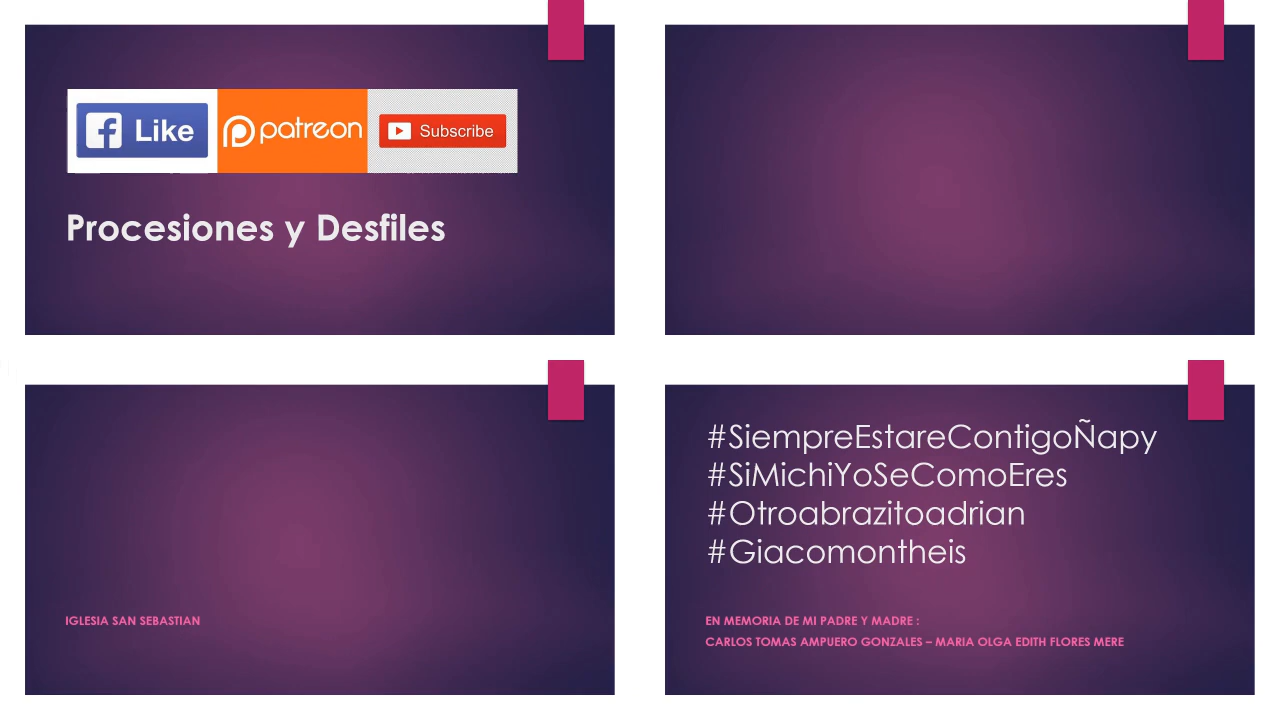 Like
patreon
Subscribe
Procesiones y Desfiles
IGLESIA SAN SEBASTIAN
#SiempreEstareContigoÑapy
#SiMichiYoSeComoEres
#Otroabrazitoadrian
#Giacomontheis
EN MEMORIA DE MI PADRE Y MADRE :
CARLOS TOMAS AMPUERO GONZALES – MARIA OLGA EDITH FLORES MERE